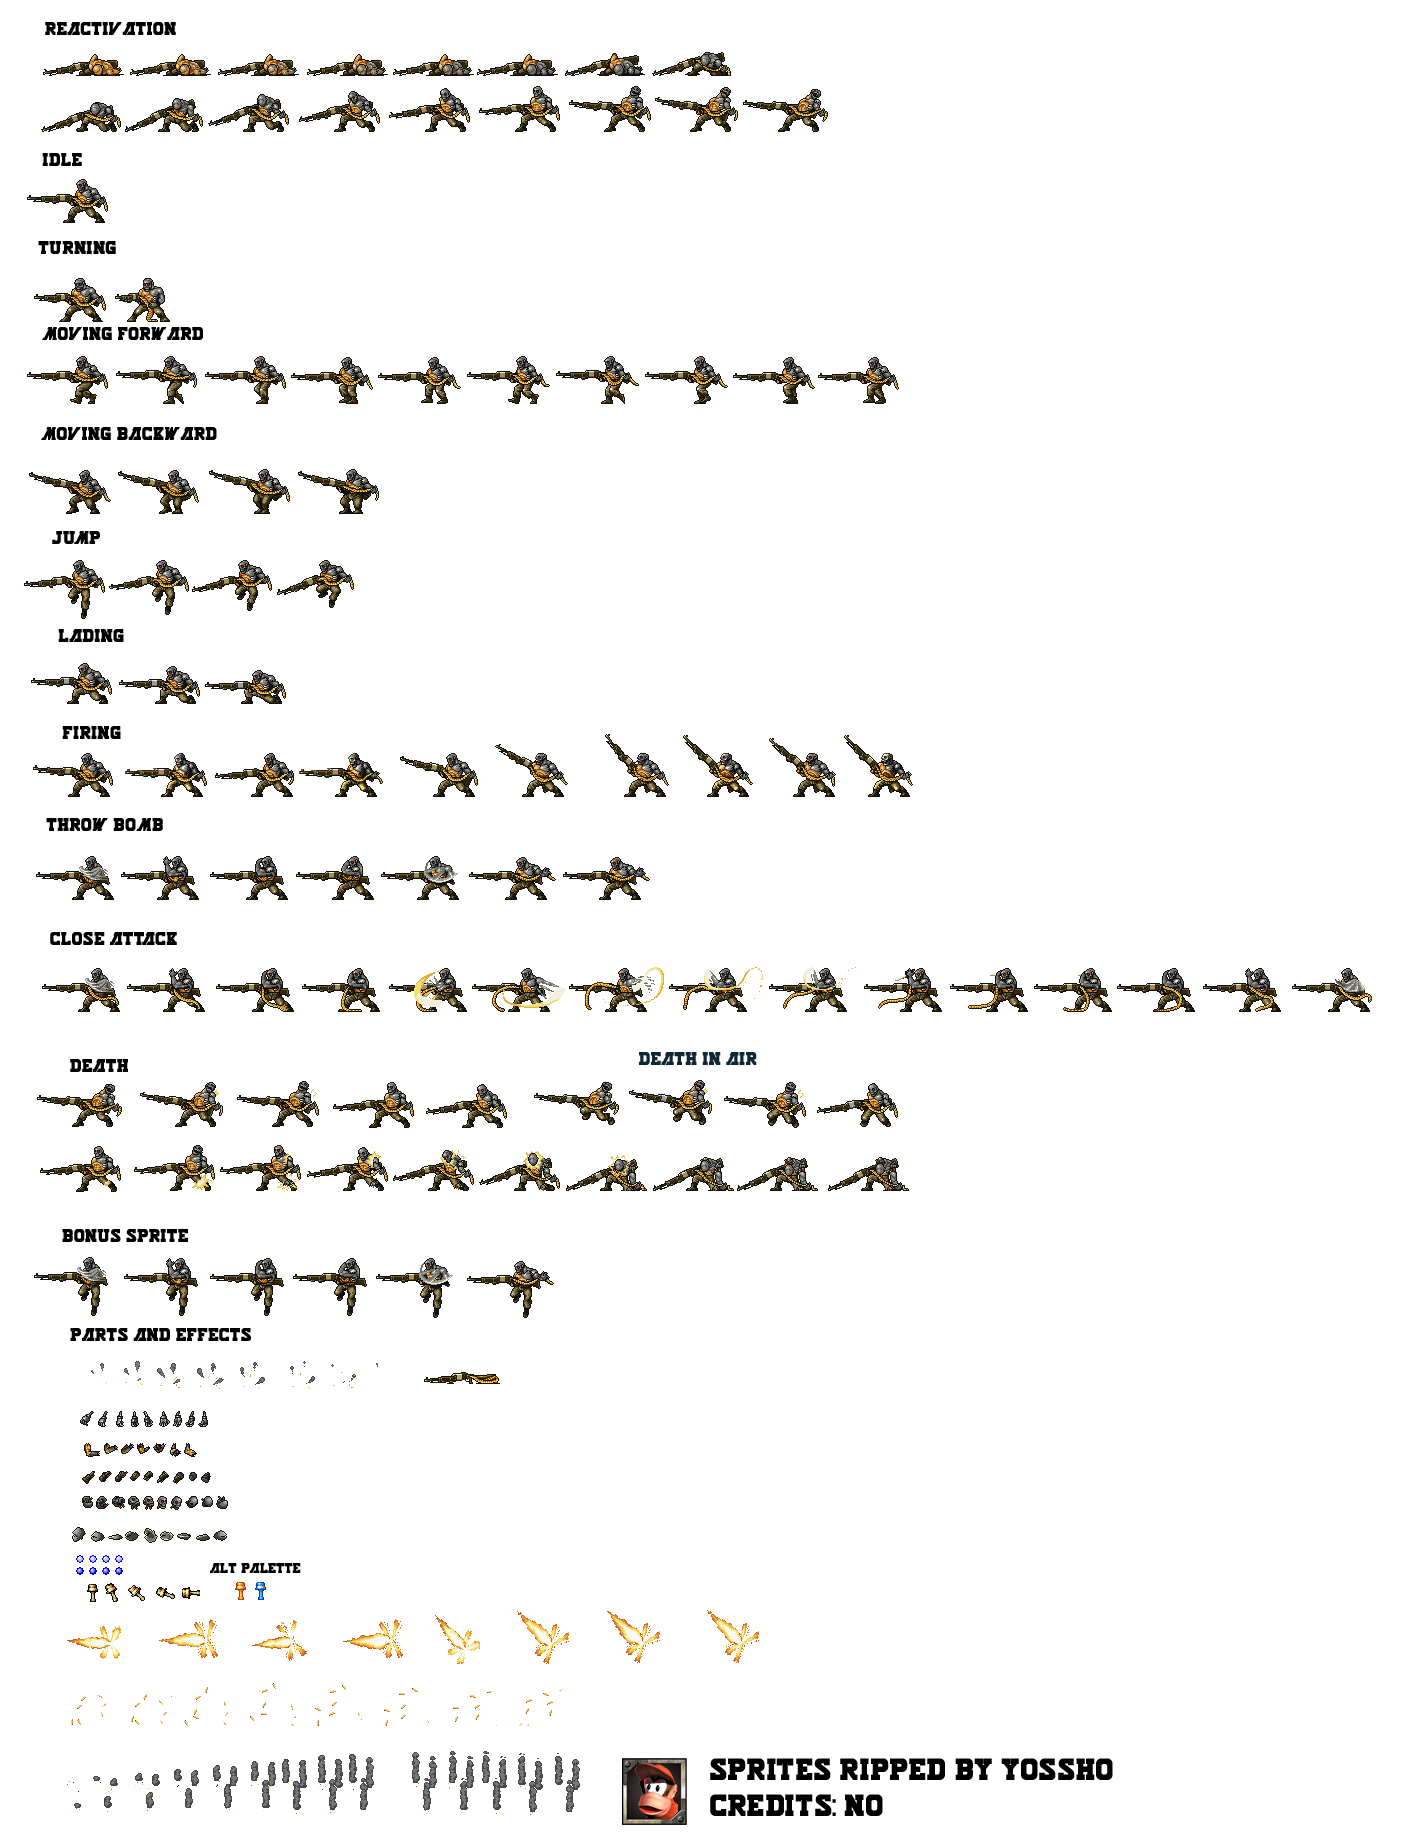 REACTIVATION
IDLE
TURNING
MOVING FORWARD
MOVING BACKWARD
JUMP
LADING
FIRING
THROW BOMB
CLOSE ATTACK
DEATH
DEATH IN AIR
BONUS SPRITE
PARTS AND EFFECTS
ALT PALETTE
SPRITES RIPPED BY YOSSHO
CREDITS: NO